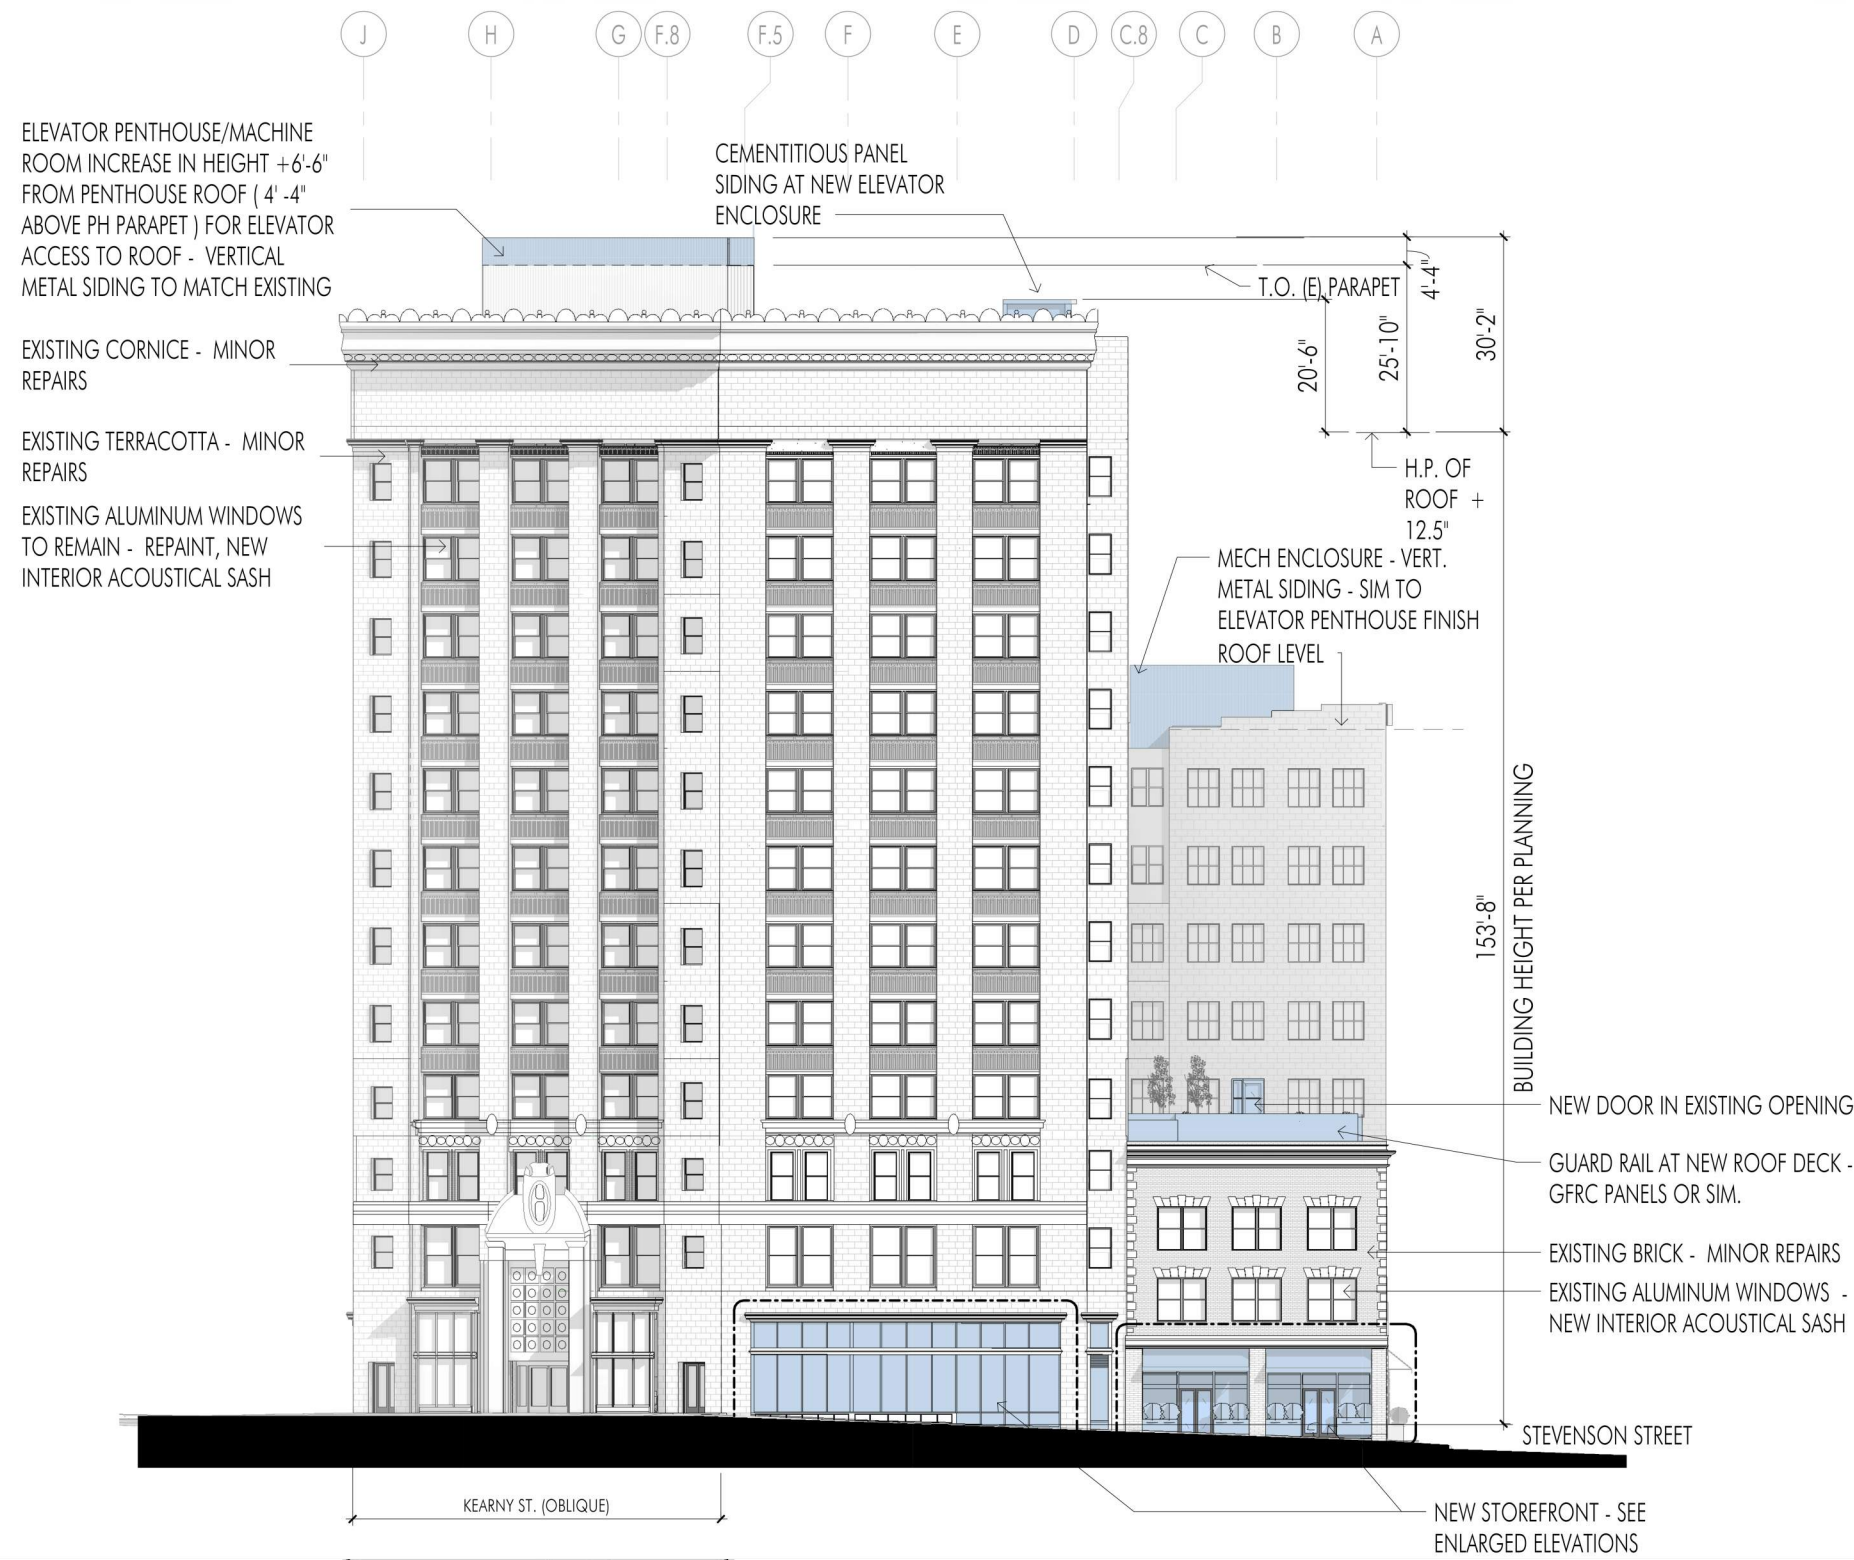 J H G F.8 F.5 F E D C.8 C B A
ELEVATOR PENTHOUSE/MACHINE
ROOM INCREASE IN HEIGHT +6'-6"
FROM PENTHOUSE ROOF ( 4' -4"
ABOVE PH PARAPET ) FOR ELEVATOR
ACCESS TO ROOF - VERTICAL
METAL SIDING TO MATCH EXISTING
CEMENTITIOUS PANEL
SIDING AT NEW ELEVATOR
ENCLOSURE
T.O. (E) PARAPET
4'-4"
20'-6"
25'-10"
30'-2"
EXISTING CORNICE - MINOR
REPAIRS
EXISTING TERRACOTTA - MINOR
REPAIRS
EXISTING ALUMINUM WINDOWS
TO REMAIN - REPAINT, NEW
INTERIOR ACOUSTICAL SASH
H.P. OF
ROOF +
12.5"
MECH ENCLOSURE - VERT.
METAL SIDING - SIM TO
ELEVATOR PENTHOUSE FINISH
ROOF LEVEL
153'-8"
BUILDING HEIGHT PER PLANNING
NEW DOOR IN EXISTING OPENING
GUARD RAIL AT NEW ROOF DECK -
GFRC PANELS OR SIM.
EXISTING BRICK - MINOR REPAIRS
EXISTING ALUMINUM WINDOWS -
NEW INTERIOR ACOUSTICAL SASH
STEVENSON STREET
KEARNY ST. (OBLIQUE)
NEW STOREFRONT - SEE
ENLARGED ELEVATIONS